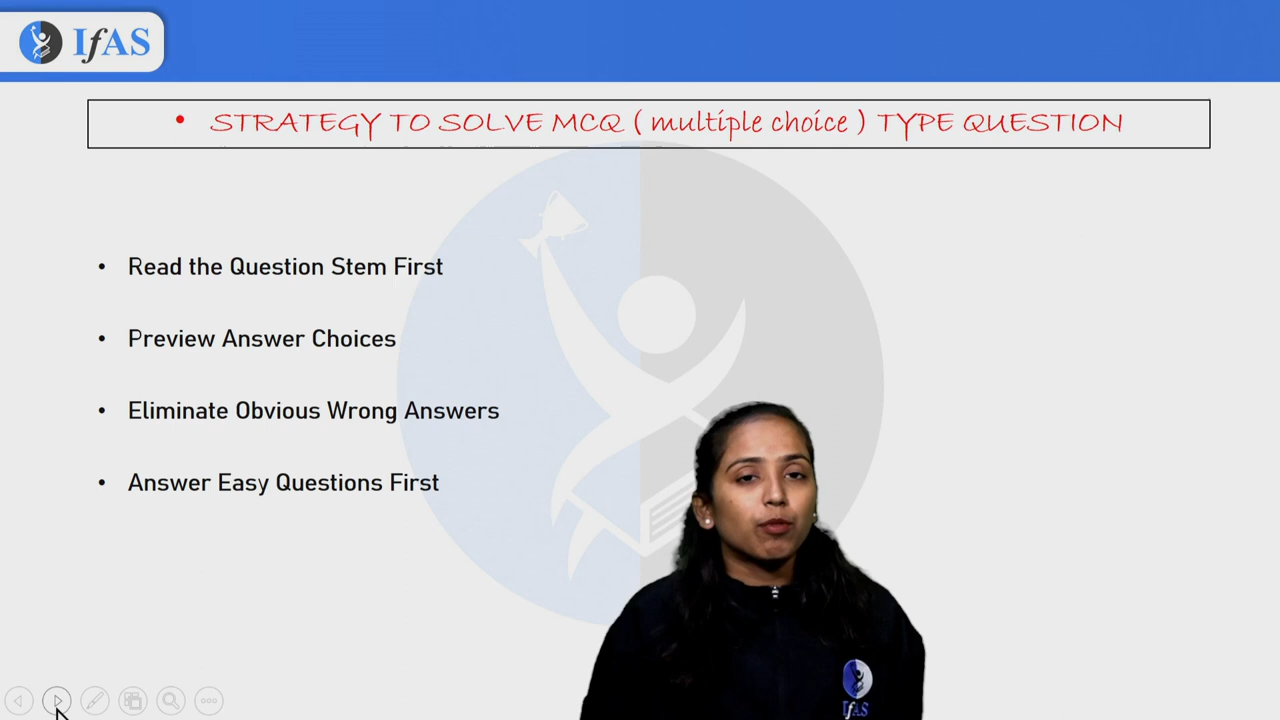 IfAS
• STRATEGY TO SOLVE MCQ ( multiple choice ) TYPE QUESTION
• Read the Question Stem First
• Preview Answer Choices
• Eliminate Obvious Wrong Answers
• Answer Easy Questions First
IfAS